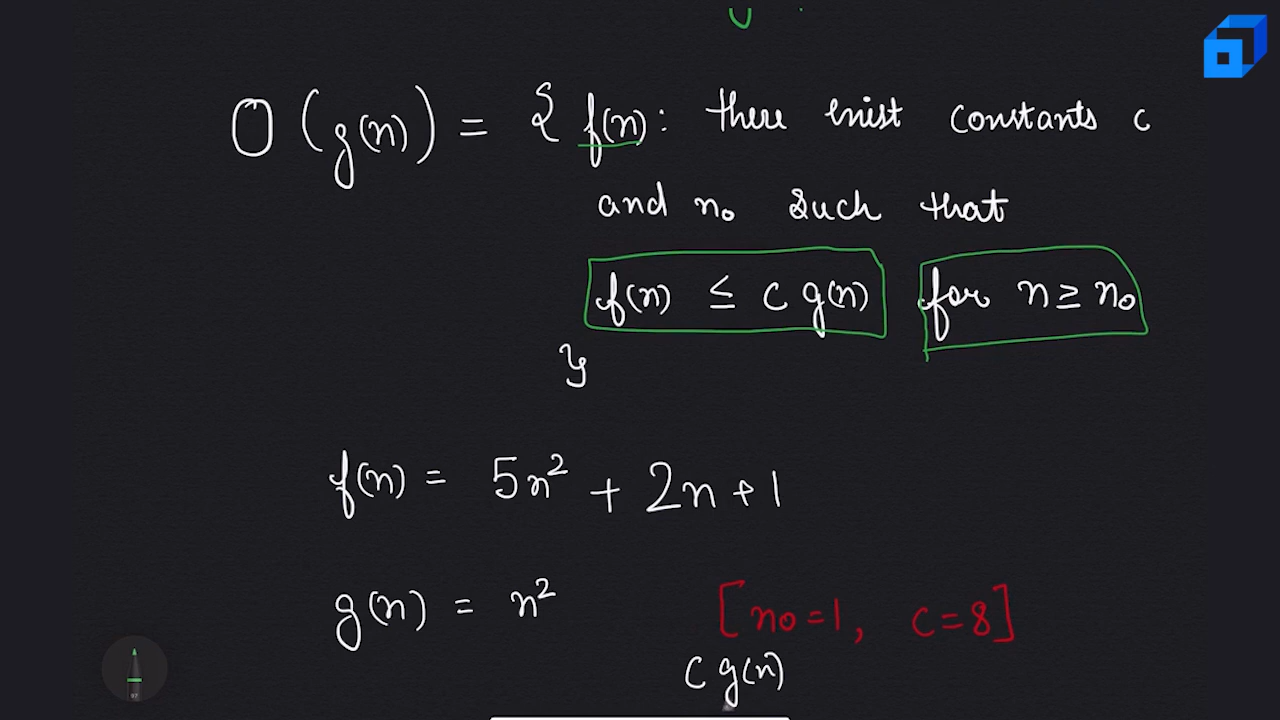 O(g(n)) = { f(n): there exist constants c
and n₀ such that
f(n) ≤ c g(n) for n ≥ n₀
}
f(n) = 5n² + 2n + 1
g(n) = n² [n₀ = 1, c = 8]
c g(n)